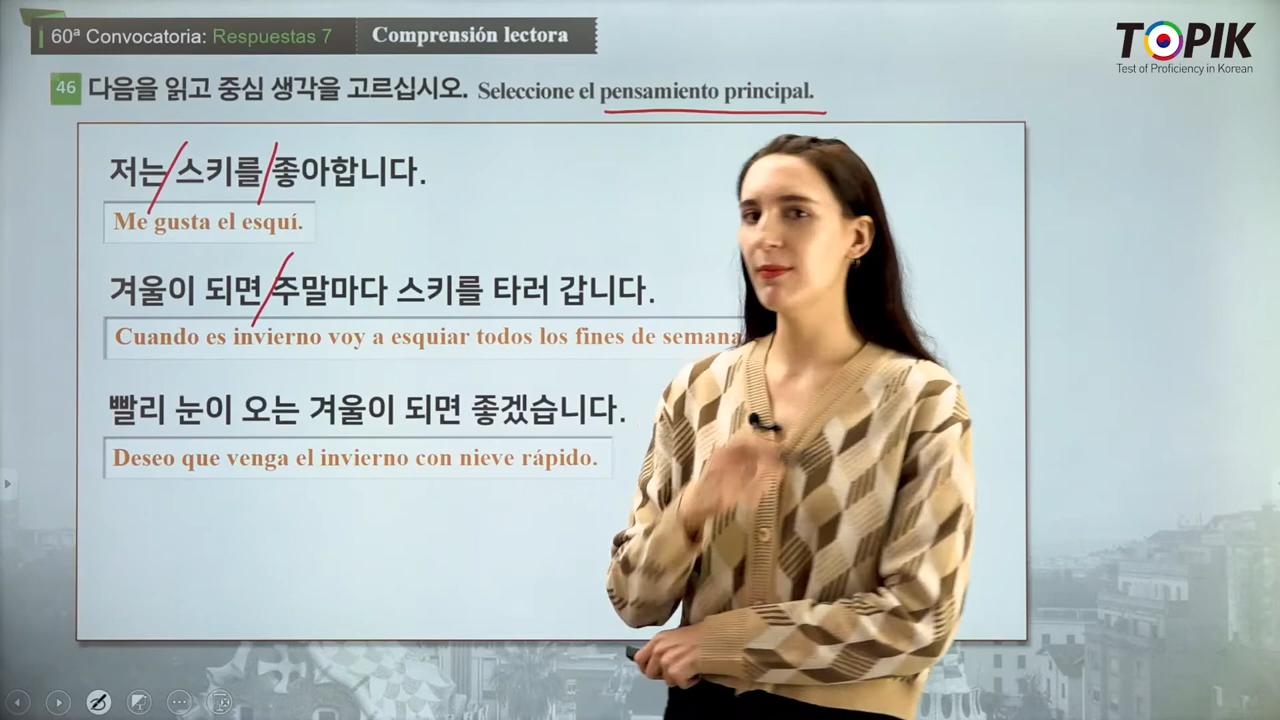 60ª Convocatoria: Respuestas 7 Comprensión lectora
TOPIK
Test of Proficiency in Korean
46 다음을 읽고 중심 생각을 고르십시오. Seleccione el pensamiento principal.
저는 스키를 좋아합니다.
Me gusta el esquí.
겨울이 되면 주말마다 스키를 타러 갑니다.
Cuando es invierno voy a esquiar todos los fines de semana
빨리 눈이 오는 겨울이 되면 좋겠습니다.
Deseo que venga el invierno con nieve rápido.